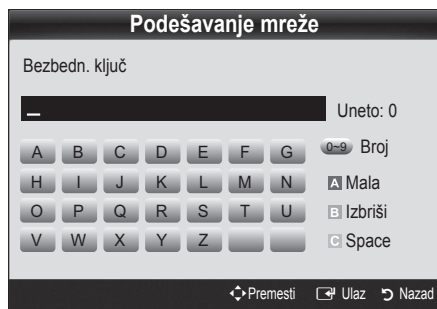 Podešavanje mreže
Bezbedn. ključ
_ Uneto: 0
A B C D E F G 0~9 Broj
H I J K L M N A Mala
O P Q R S T U B Izbriši
V W X Y Z C Space
Premesti Ulaz Nazad